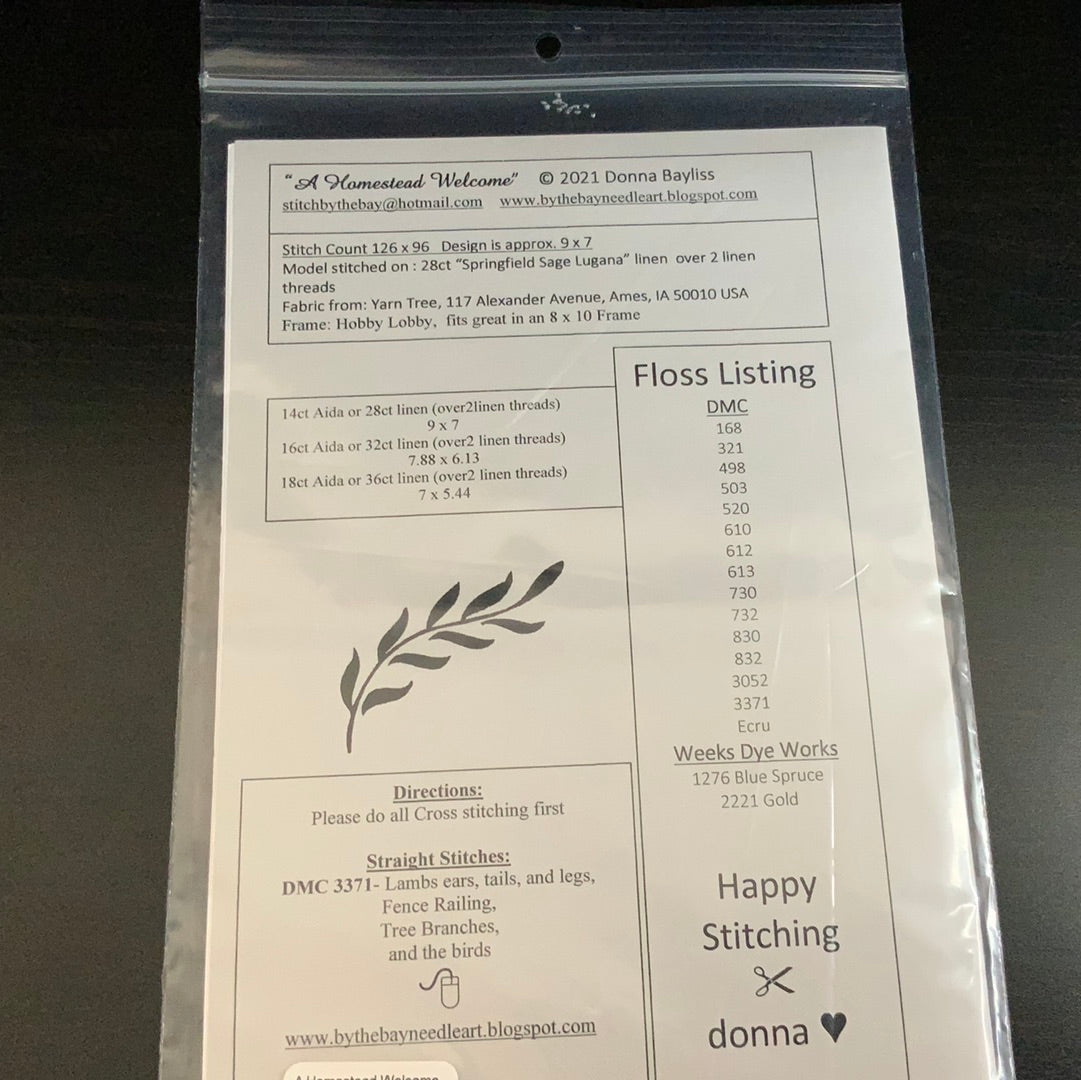 “A Homestead Welcome” © 2021 Donna Bayliss
stitchbythebay@hotmail.com www.bythebayneedleart.blogspot.com
Stitch Count 126 x 96 Design is approx. 9 x 7
Model stitched on : 28ct “Springfield Sage Lugana” linen over 2 linen
threads
Fabric from: Yarn Tree, 117 Alexander Avenue, Ames, IA 50010 USA
Frame: Hobby Lobby, fits great in an 8 x 10 Frame
14ct Aida or 28ct linen (over2linen threads)
9 x 7
16ct Aida or 32ct linen (over2 linen threads)
7.88 x 6.13
18ct Aida or 36ct linen (over2 linen threads)
7 x 5.44
Floss Listing
DMC
168
321
498
503
520
610
612
613
730
732
830
832
3052
3371
Ecru
Weeks Dye Works
1276 Blue Spruce
2221 Gold
Directions:
Please do all Cross stitching first
Straight Stitches:
DMC 3371- Lambs ears, tails, and legs,
Fence Railing,
Tree Branches,
and the birds
www.bythebayneedleart.blogspot.com
Happy
Stitching
donna ♥
A Homestead Welcome